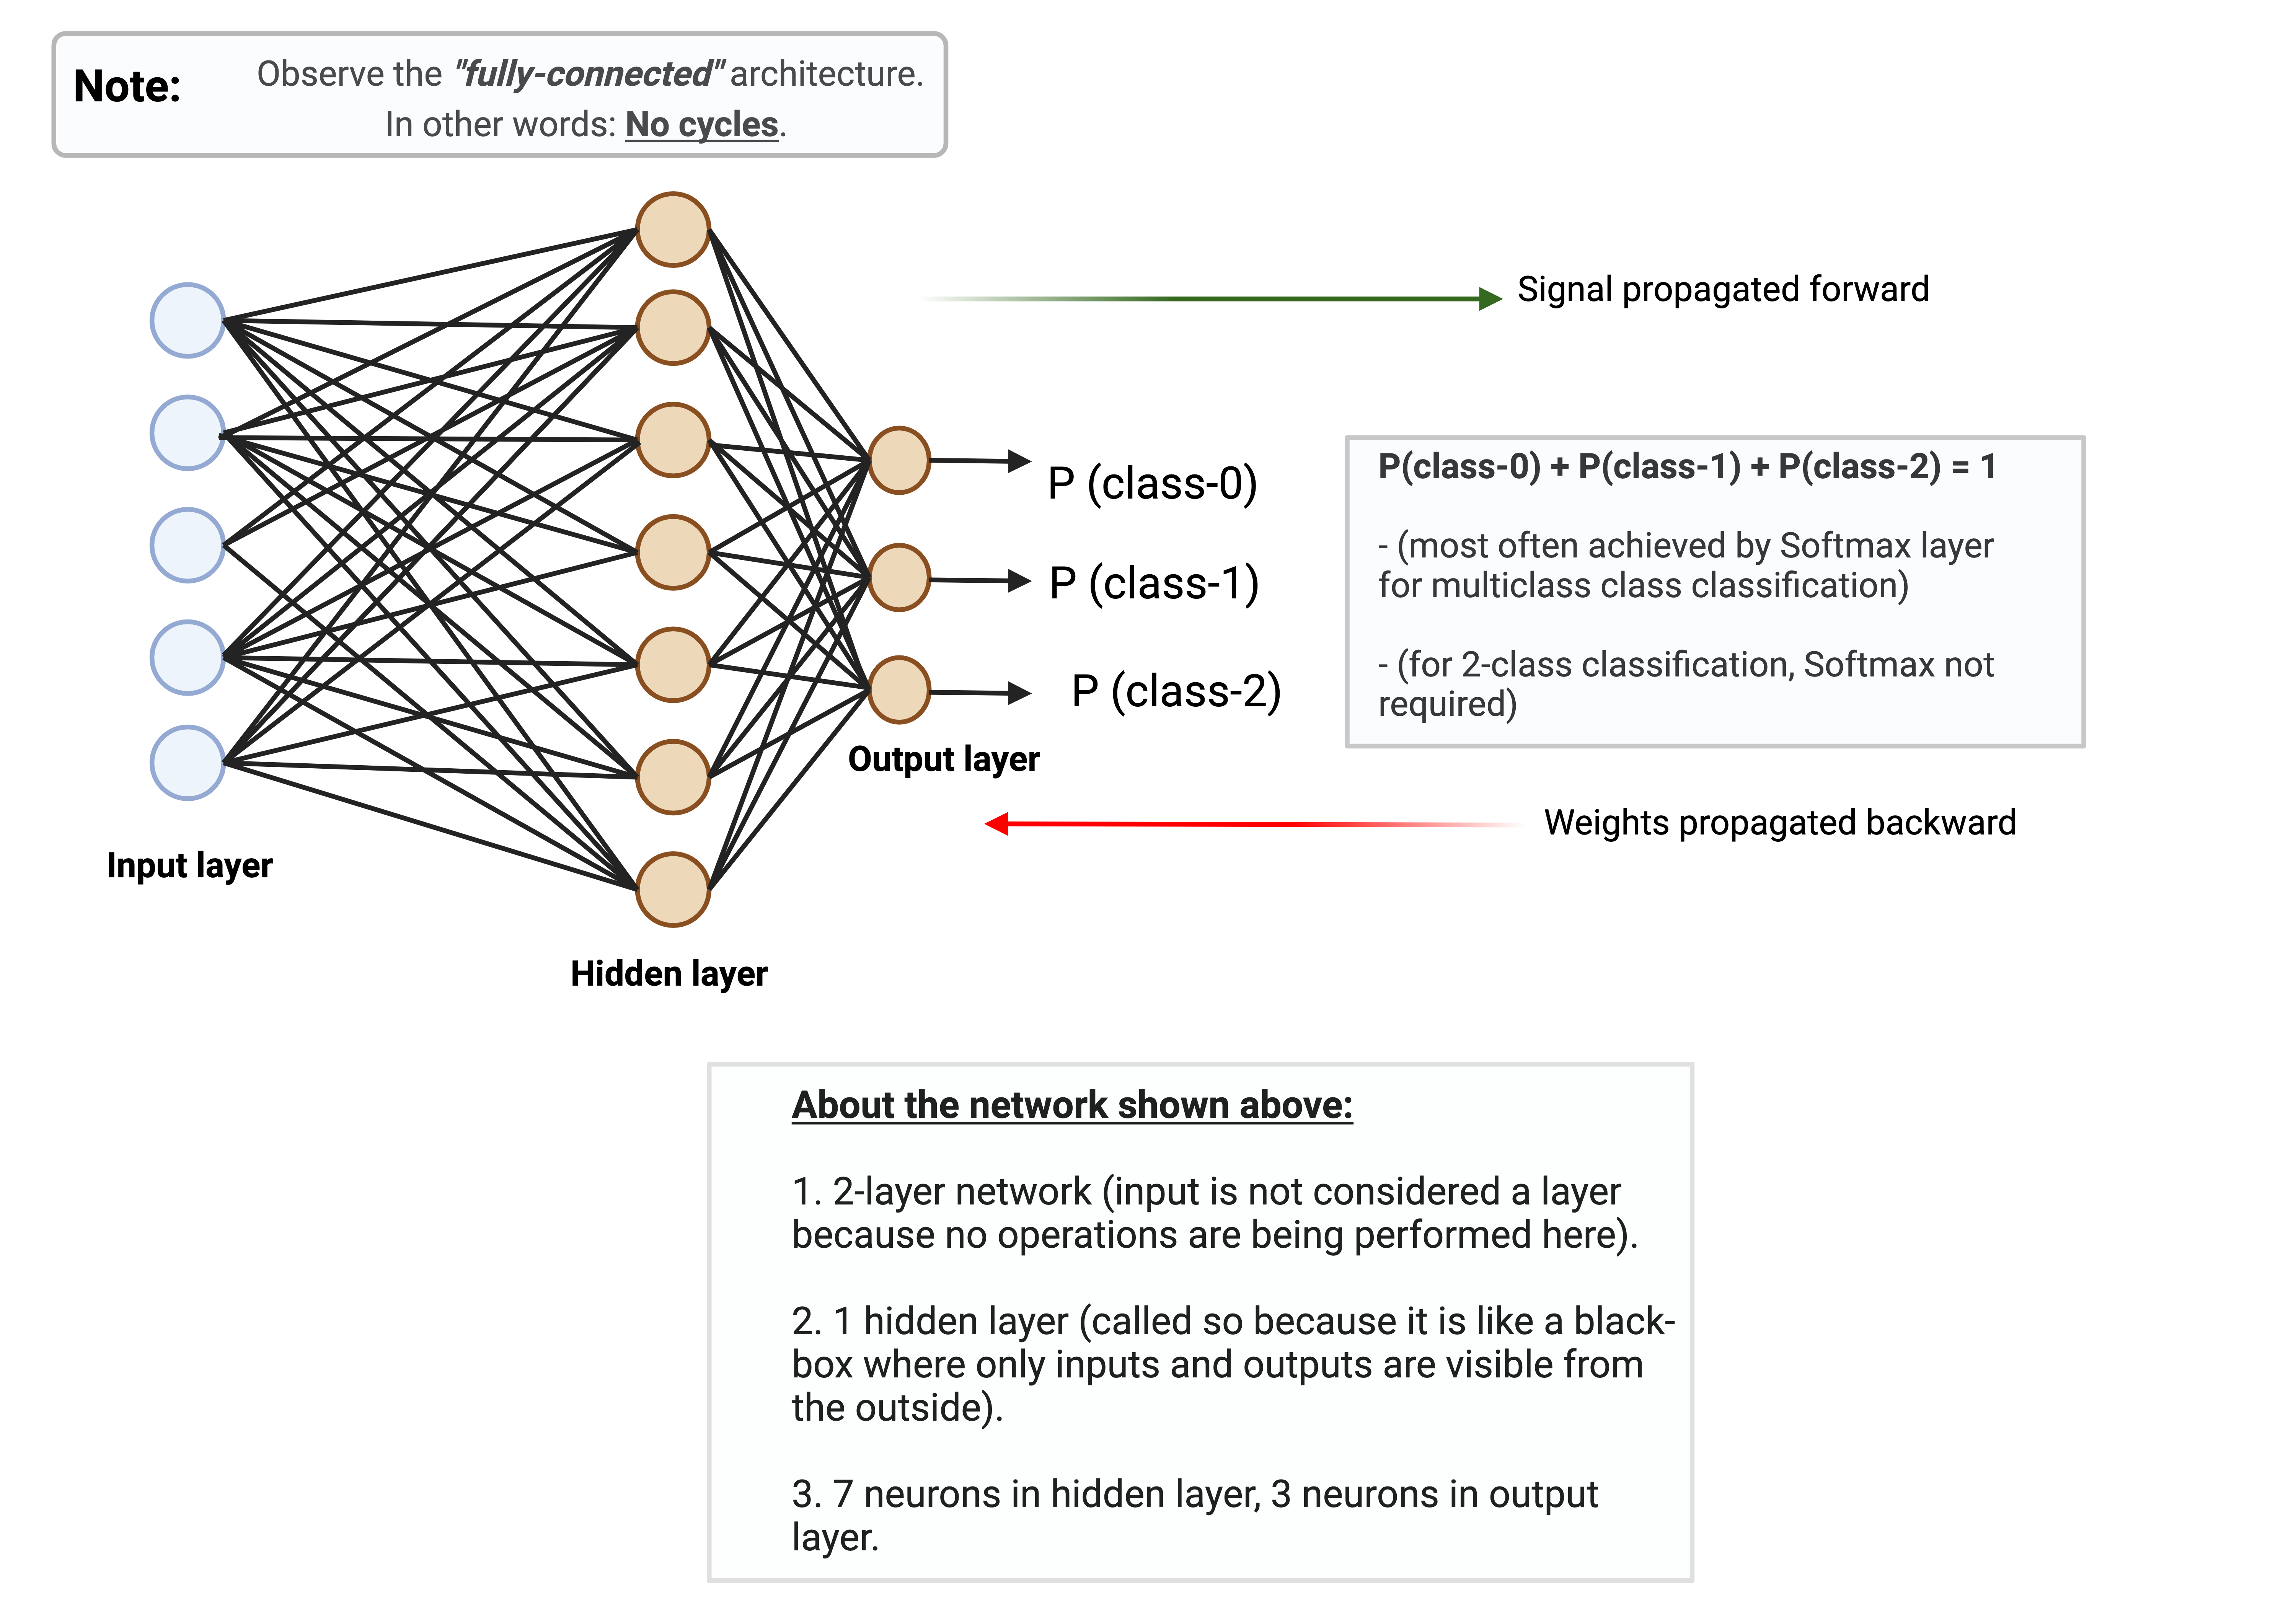 Note:
Observe the "fully-connected" architecture.
In other words: No cycles.
Signal propagated forward
P (class-0)
P (class-1)
P (class-2)
P(class-0) + P(class-1) + P(class-2) = 1
- (most often achieved by Softmax layer
for multiclass class classification)
- (for 2-class classification, Softmax not
required)
Output layer
Weights propagated backward
Input layer
Hidden layer
About the network shown above:
1. 2-layer network (input is not considered a layer
because no operations are being performed here).
2. 1 hidden layer (called so because it is like a black-
box where only inputs and outputs are visible from
the outside).
3. 7 neurons in hidden layer, 3 neurons in output
layer.